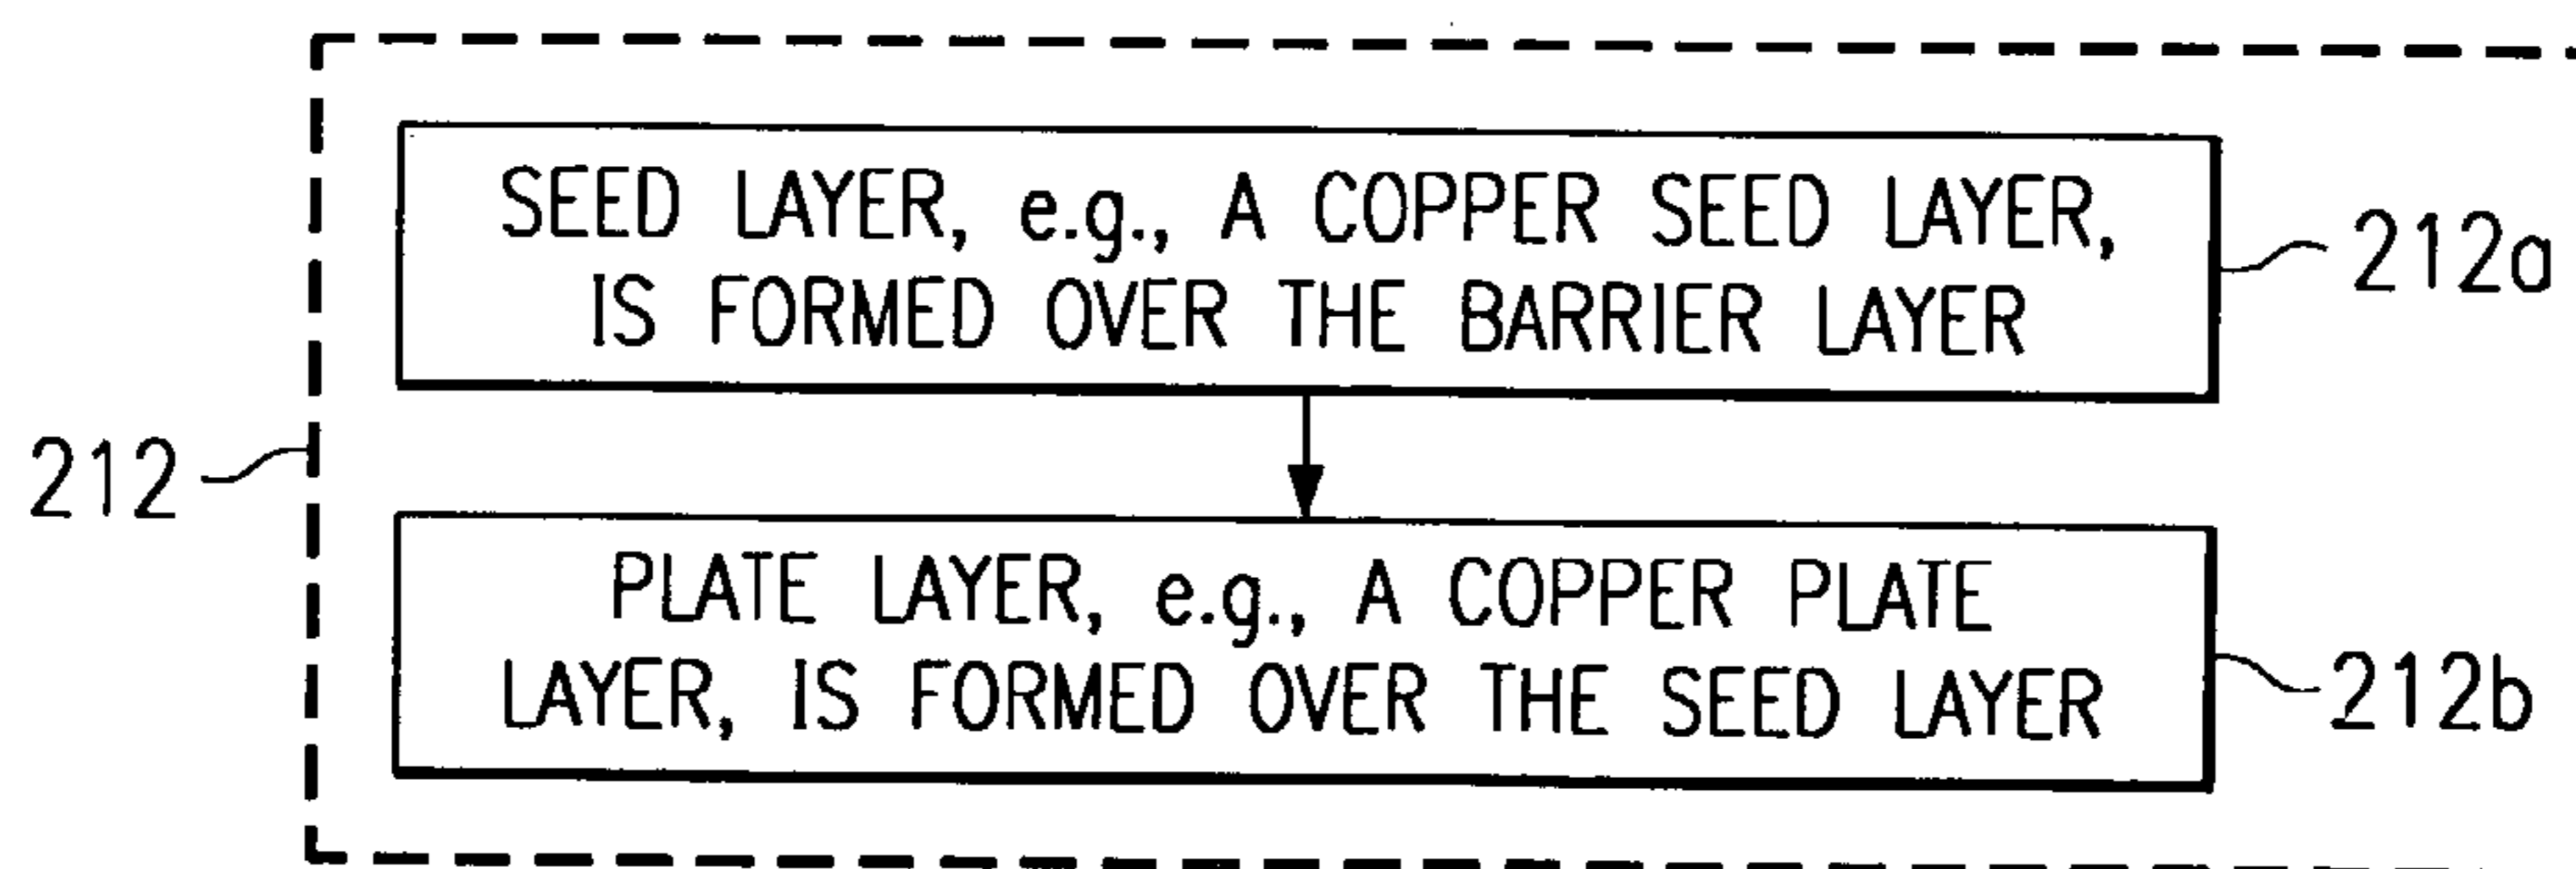 SEED LAYER, e.g., A COPPER SEED LAYER,
IS FORMED OVER THE BARRIER LAYER
212a
212
PLATE LAYER, e.g., A COPPER PLATE
LAYER, IS FORMED OVER THE SEED LAYER
212b